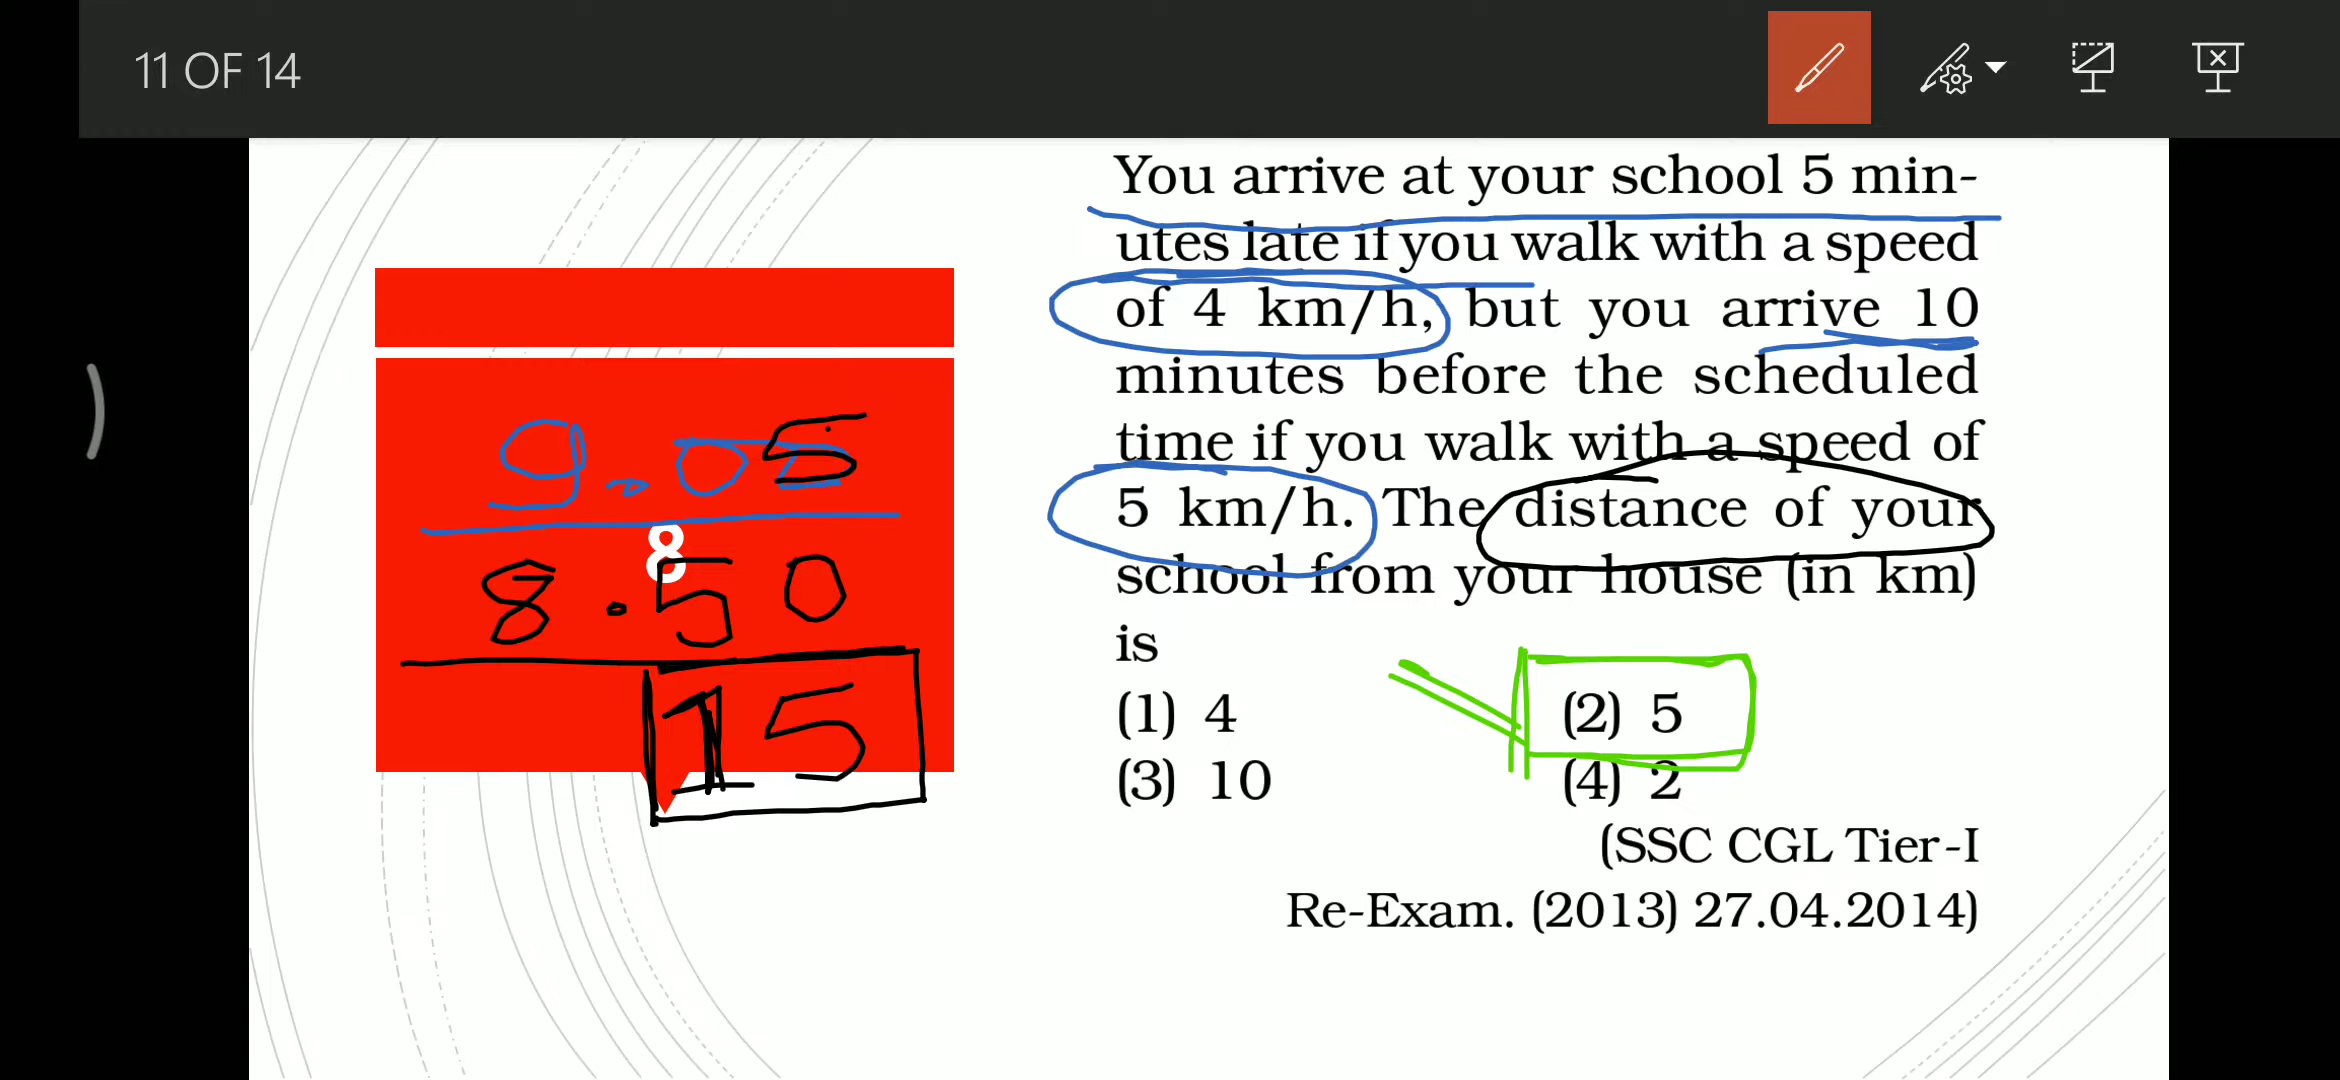 11 OF 14
You arrive at your school 5 min-
utes late if you walk with a speed
of 4 km/h, but you arrive 10
minutes before the scheduled
time if you walk with a speed of
5 km/h. The distance of your
school from your house (in km)
is
(1) 4 (2) 5
(3) 10 (4) 2
(SSC CGL Tier-I
Re-Exam. (2013) 27.04.2014)
9.05
8
8.50
15